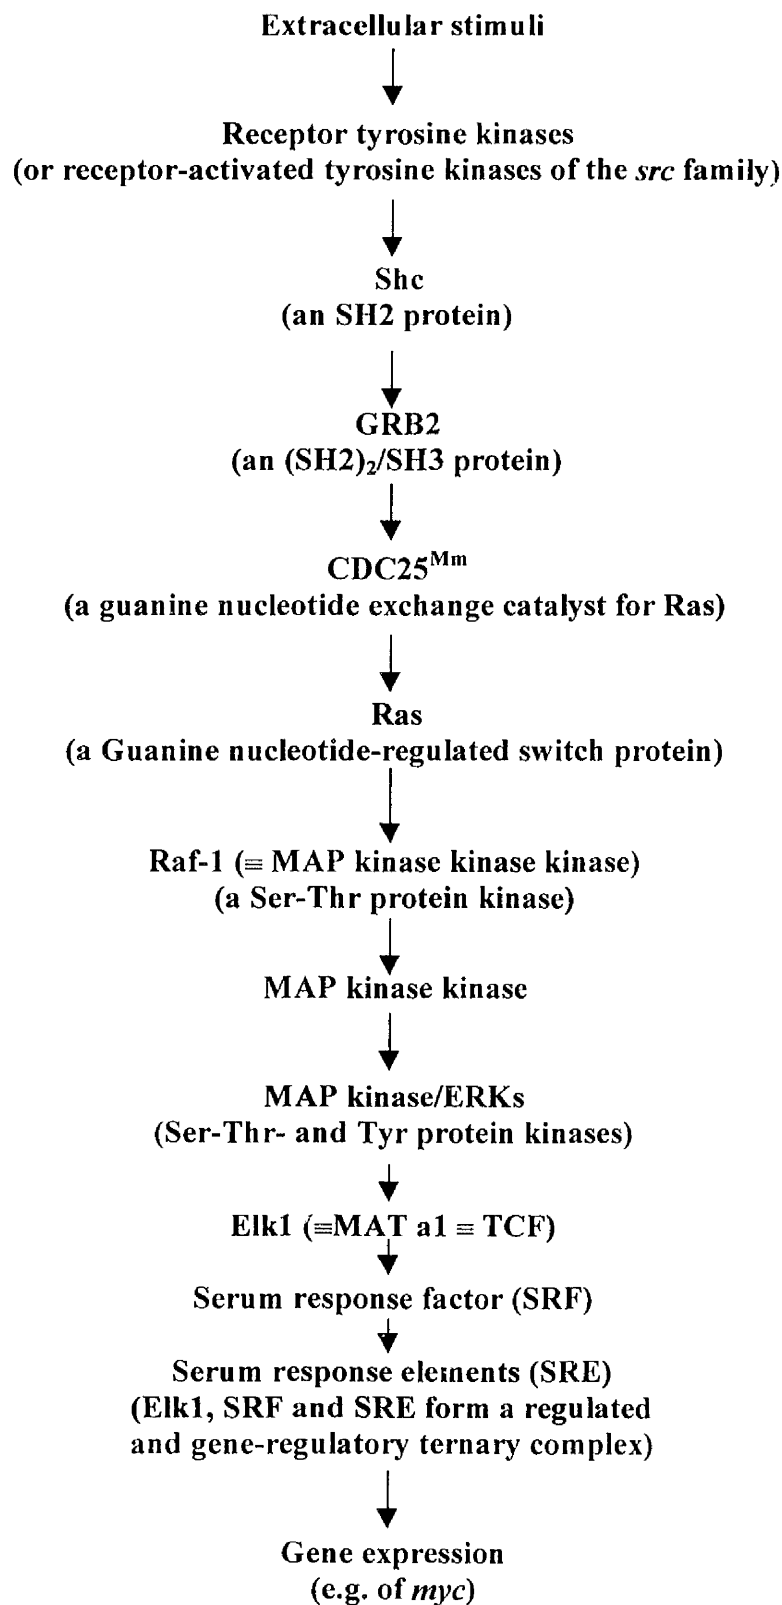 Extracellular stimuli
Receptor tyrosine kinases
(or receptor-activated tyrosine kinases of the src family)
Shc
(an SH2 protein)
GRB2
(an (SH2)₂/SH3 protein)
CDC25ᴹᵐ
(a guanine nucleotide exchange catalyst for Ras)
Ras
(a Guanine nucleotide-regulated switch protein)
Raf-1 (≡ MAP kinase kinase kinase)
(a Ser-Thr protein kinase)
MAP kinase kinase
MAP kinase/ERKs
(Ser-Thr- and Tyr protein kinases)
Elk1 (≡MAT a1 ≡ TCF)
Serum response factor (SRF)
Serum response elements (SRE)
(Elk1, SRF and SRE form a regulated
and gene-regulatory ternary complex)
Gene expression
(e.g. of myc)